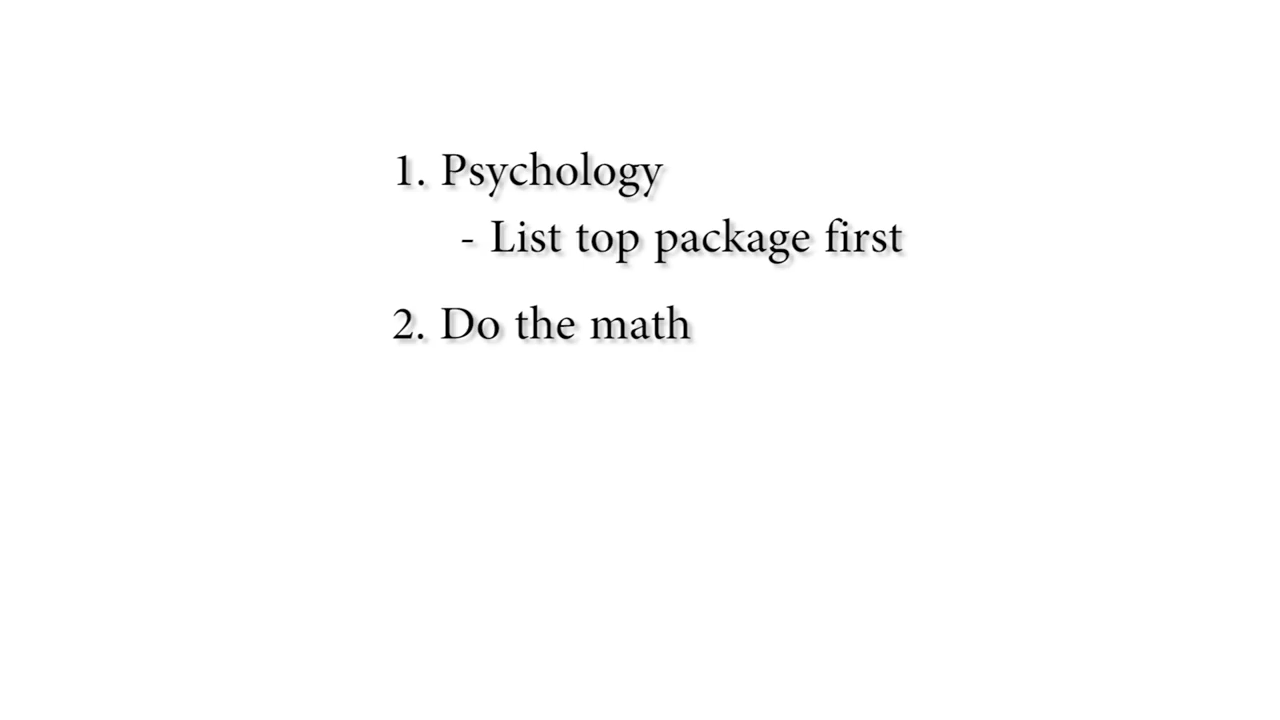 1. Psychology
- List top package first
2. Do the math